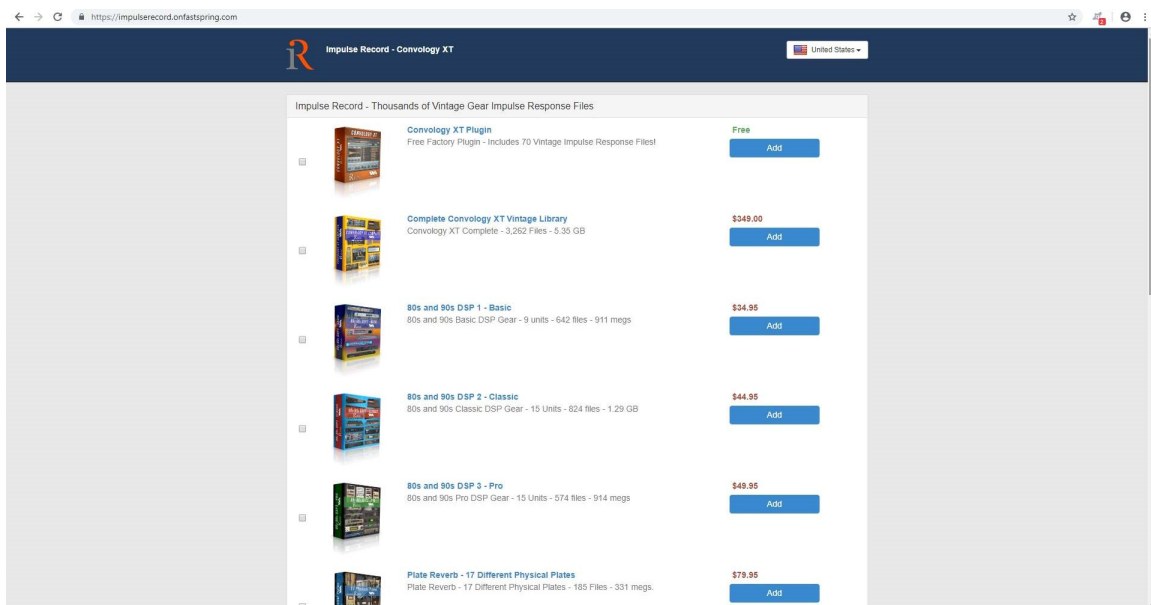 https://impulserecord.onfastspring.com
2
iR
Impulse Record - Convology XT
United States
Impulse Record - Thousands of Vintage Gear Impulse Response Files
Convology XT Plugin
Free Factory Plugin - Includes 70 Vintage Impulse Response Files!
Free
Add
Complete Convology XT Vintage Library
Convology XT Complete - 3,262 Files - 5.35 GB
$349.00
Add
80s and 90s DSP 1 - Basic
80s and 90s Basic DSP Gear - 9 units - 642 files - 911 megs
$34.95
Add
80s and 90s DSP 2 - Classic
80s and 90s Classic DSP Gear - 15 Units - 824 files - 1.29 GB
$44.95
Add
80s and 90s DSP 3 - Pro
80s and 90s Pro DSP Gear - 15 Units - 574 files - 914 megs
$49.95
Add
Plate Reverb - 17 Different Physical Plates
Plate Reverb - 17 Different Physical Plates - 185 Files - 331 megs.
$79.95
Add